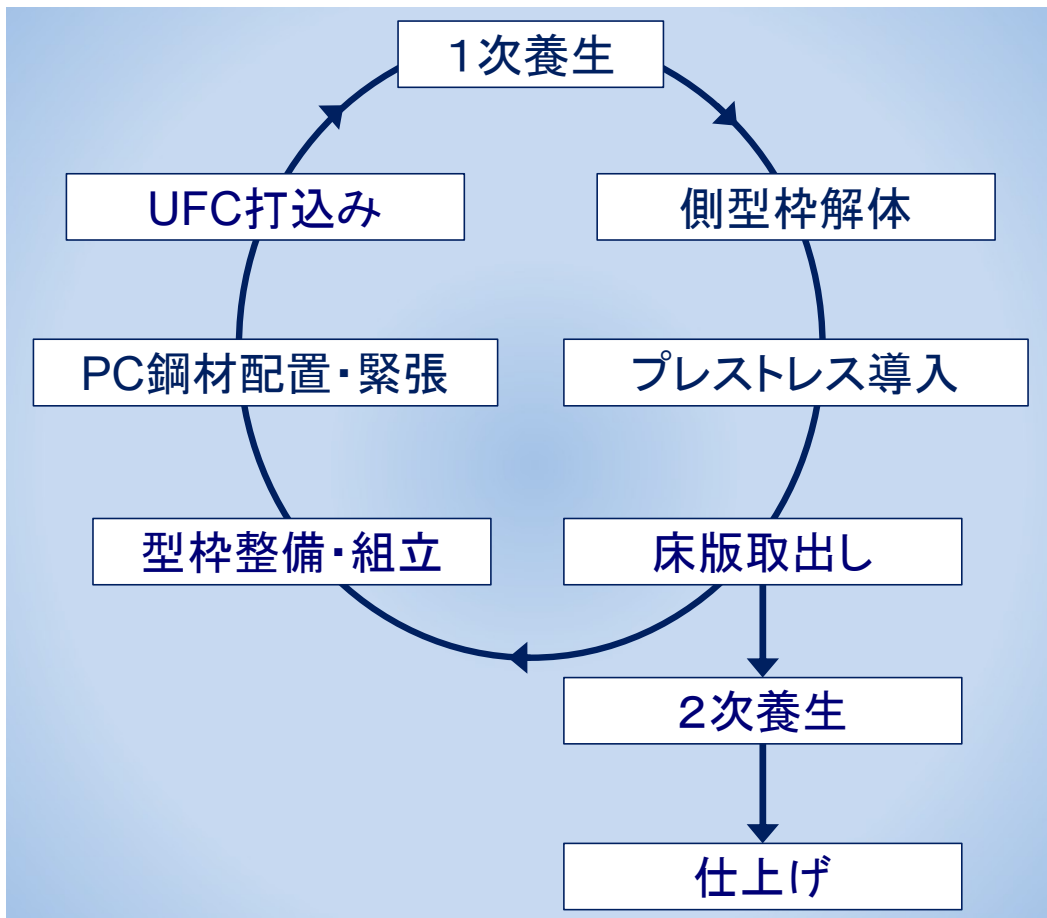 １次養生
UFC打込み
側型枠解体
PC鋼材配置・緊張
プレストレス導入
型枠整備・組立
床版取出し
２次養生
仕上げ